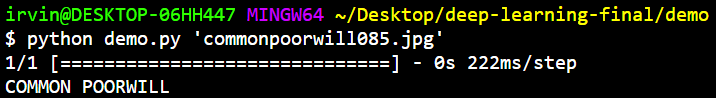 irvin@DESKTOP-06HH447 MINGW64 ~/Desktop/deep-learning-final/demo
$ python demo.py 'commonpoorwill085.jpg'
1/1 [==============================] - 0s 222ms/step
COMMON POORWILL